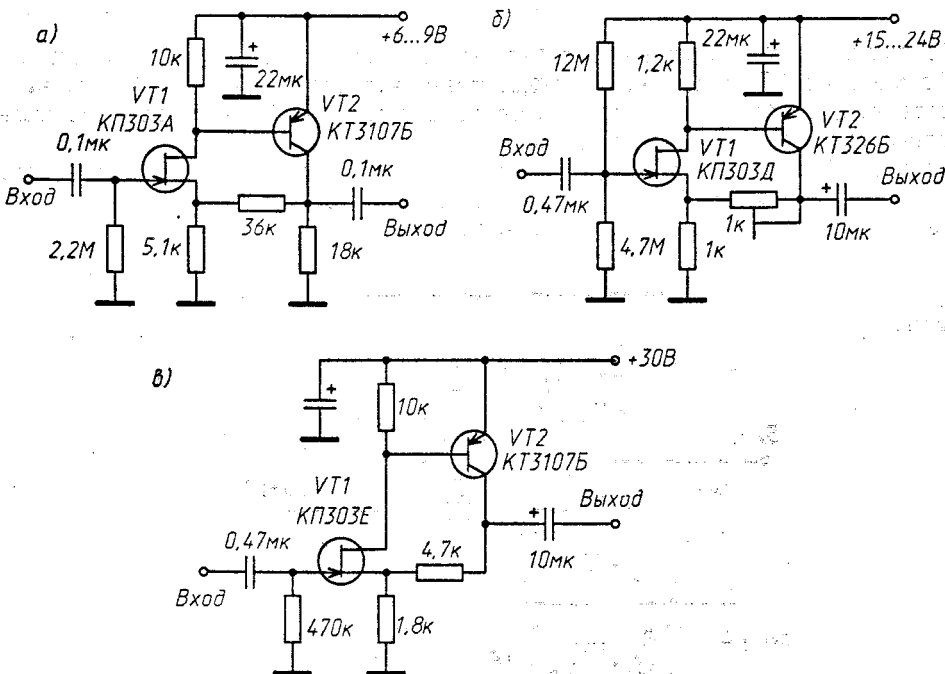 а)
+6...9В
10к
22мк
VT1
КП303А
VT2
КТ3107Б
0,1мк
Вход
0,1мк
Выход
36к
2,2М
5,1к
18к
б)
+15...24В
12М
1,2к
22мк
VT2
КТ326Б
Вход
VT1
КП303Д
0,47мк
Выход
1к
10мк
4,7М
1к
в)
+30В
+
10к
VT2
КТ3107Б
VT1
КП303Е
Выход
+
0,47мк
4,7к
10мк
Вход
470к
1,8к